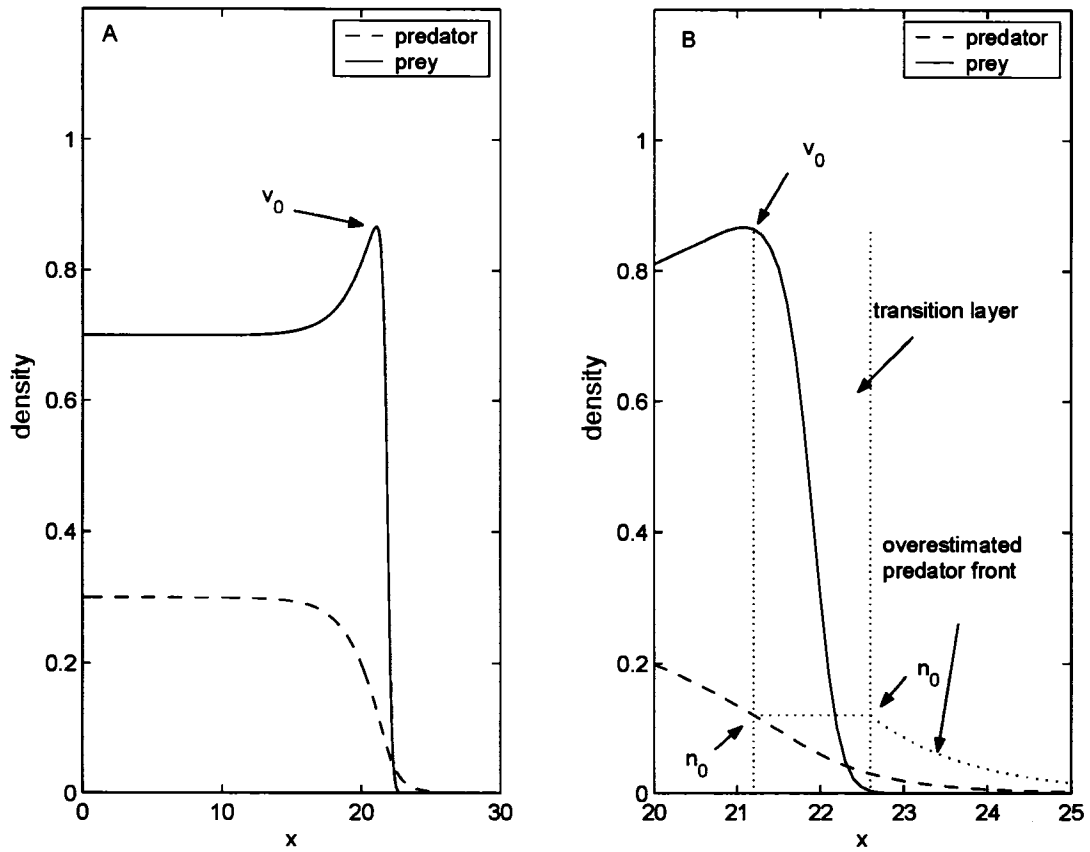 A
predator
prey
1
0.8
0.6
0.4
0.2
0
density
v0
0
10
20
30
x
B
predator
prey
1
0.8
0.6
0.4
0.2
0
density
v0
transition layer
overestimated
predator front
n0
n0
20
21
22
23
24
25
x